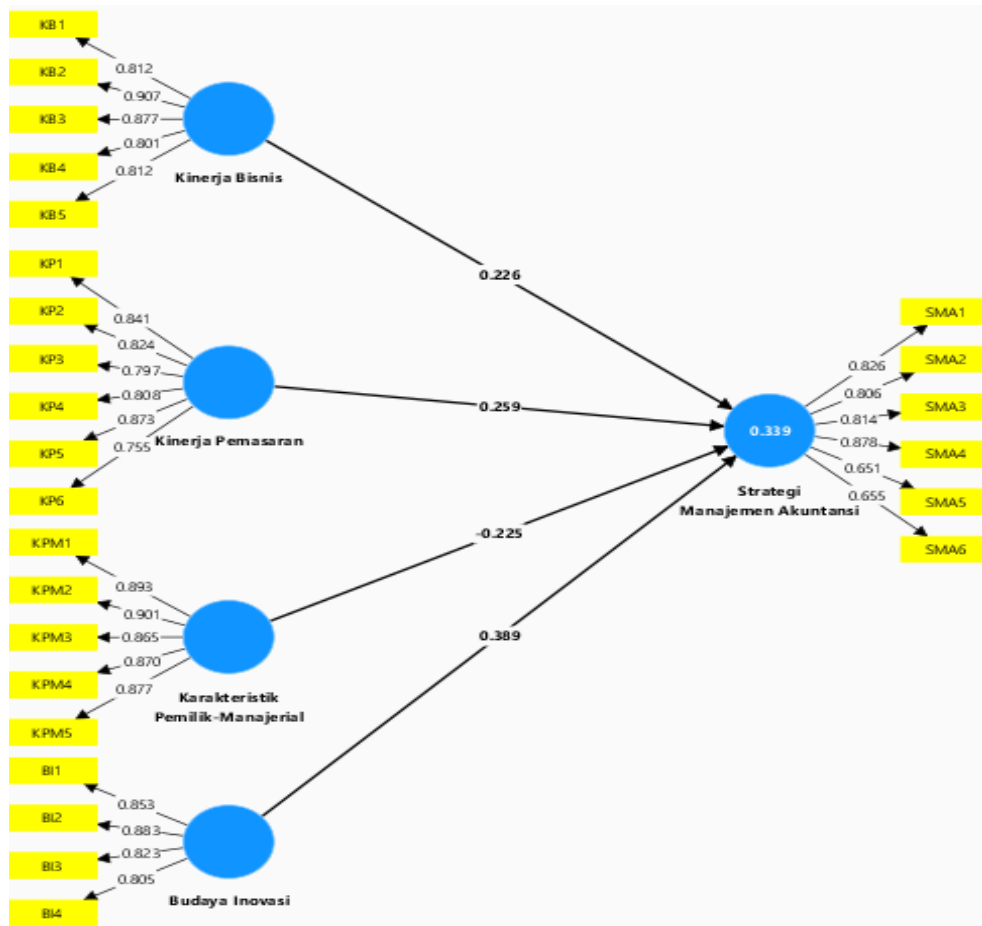 KB1
0.812
KB2
0.907
KB3
0.877
KB4
0.801
KB5
0.812
Kinerja Bisnis
0.226
KP1
0.841
KP2
0.824
KP3
0.797
KP4
0.808
KP5
0.873
KP6
0.755
Kinerja Pemasaran
0.259
KPM1
0.893
KPM2
0.901
KPM3
0.865
KPM4
0.870
KPM5
0.877
Karakteristik
Pemilik-Manajerial
-0.225
BI1
0.853
BI2
0.883
BI3
0.823
BI4
0.805
Budaya Inovasi
0.389
0.339
Strategi
Manajemen Akuntansi
SMA1
0.826
SMA2
0.806
SMA3
0.814
SMA4
0.878
SMA5
0.651
SMA6
0.655